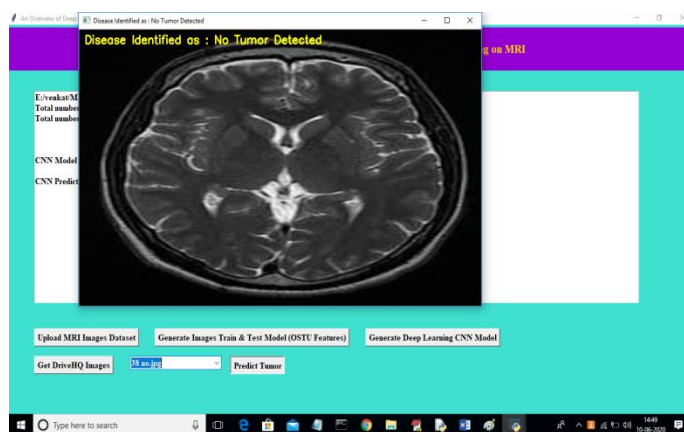 An Overview of Deep
Disease Identified as : No Tumor Detected
Disease Identified as : No Tumor Detected
g on MRI
E:/venkat/M
Total number
Total number
CNN Model
CNN Predict
Upload MRI Images Dataset
Generate Images Train & Test Model (OSTU Features)
Generate Deep Learning CNN Model
Get DriveHQ Images
38 no.jpg
Predict Tumor
Type here to search
14:49
10-06-2020